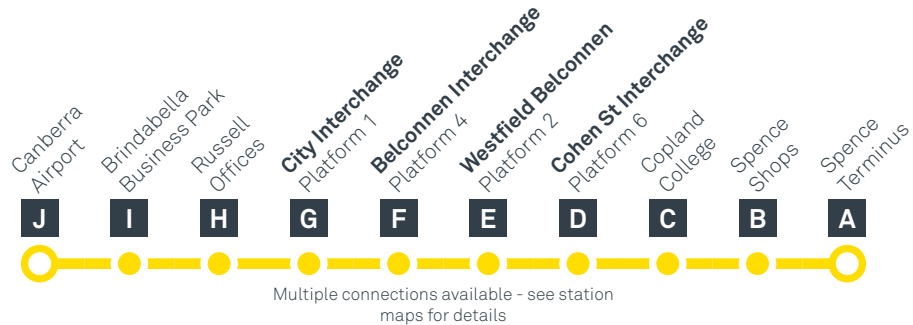 Canberra
Airport
Brindabella
Business Park
Russell
Offices
City Interchange
Platform 1
Belconnen Interchange
Platform 4
Westfield Belconnen
Platform 2
Cohen St Interchange
Platform 6
Copland
College
Spence
Shops
Spence
Terminus
J I H G F E D C B A
Multiple connections available - see station
maps for details